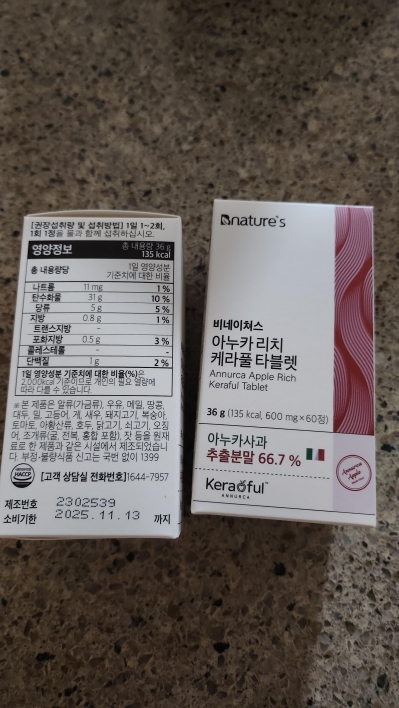 [권장섭취량 및 섭취방법] 1일 1~2회,
1회 1정을 물과 함께 섭취하십시오.
영양정보
총 내용량 36 g
135 kcal
총 내용량당
1일 영양성분
기준치에 대한 비율
나트륨 11 mg 1 %
탄수화물 31 g 10 %
당류 5 g 5 %
지방 0.8 g 1 %
트랜스지방 -
포화지방 0.5 g 3 %
콜레스테롤 -
단백질 1 g 2 %
1일 영양성분 기준치에 대한 비율(%)은
2,000kcal 기준이므로 개인의 필요 열량에
따라 다를 수 있습니다.
※ 본 제품은 알류(가금류), 우유, 메밀, 땅콩,
대두, 밀, 고등어, 게, 새우, 돼지고기, 복숭아,
토마토, 아황산류, 호두, 닭고기, 쇠고기, 오징
어, 조개류(굴, 전복, 홍합 포함), 잣 등을 원재
료로 한 제품과 같은 시설에서 제조되었습니
다. 부정·불량식품 신고는 국번 없이 1399
HACCP
[고객 상담실 전화번호] 1644-7957
제조번호 2302539
소비기한 2025.11.13 까지
nature's
비네이쳐스
아누카 리치
케라풀 타블렛
Annurca Apple Rich
Keraful Tablet
36 g (135 kcal, 600 mg×60정)
아누카사과
추출분말 66.7 %
Annurca
Apple
Keraful™
ANNURCA